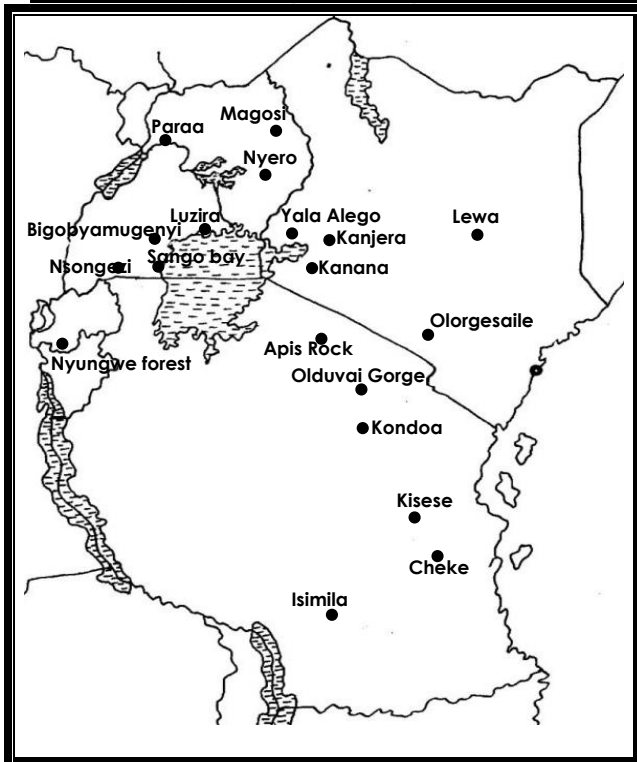 Magosi
Paraa
Nyero
Luzira
Yala Alego
Lewa
Bigobyamugenyi
Kanjera
Nsongezi
Sango bay
Kanana
Olorgesaile
Apis Rock
Nyungwe forest
Olduvai Gorge
Kondoa
Kisese
Cheke
Isimila